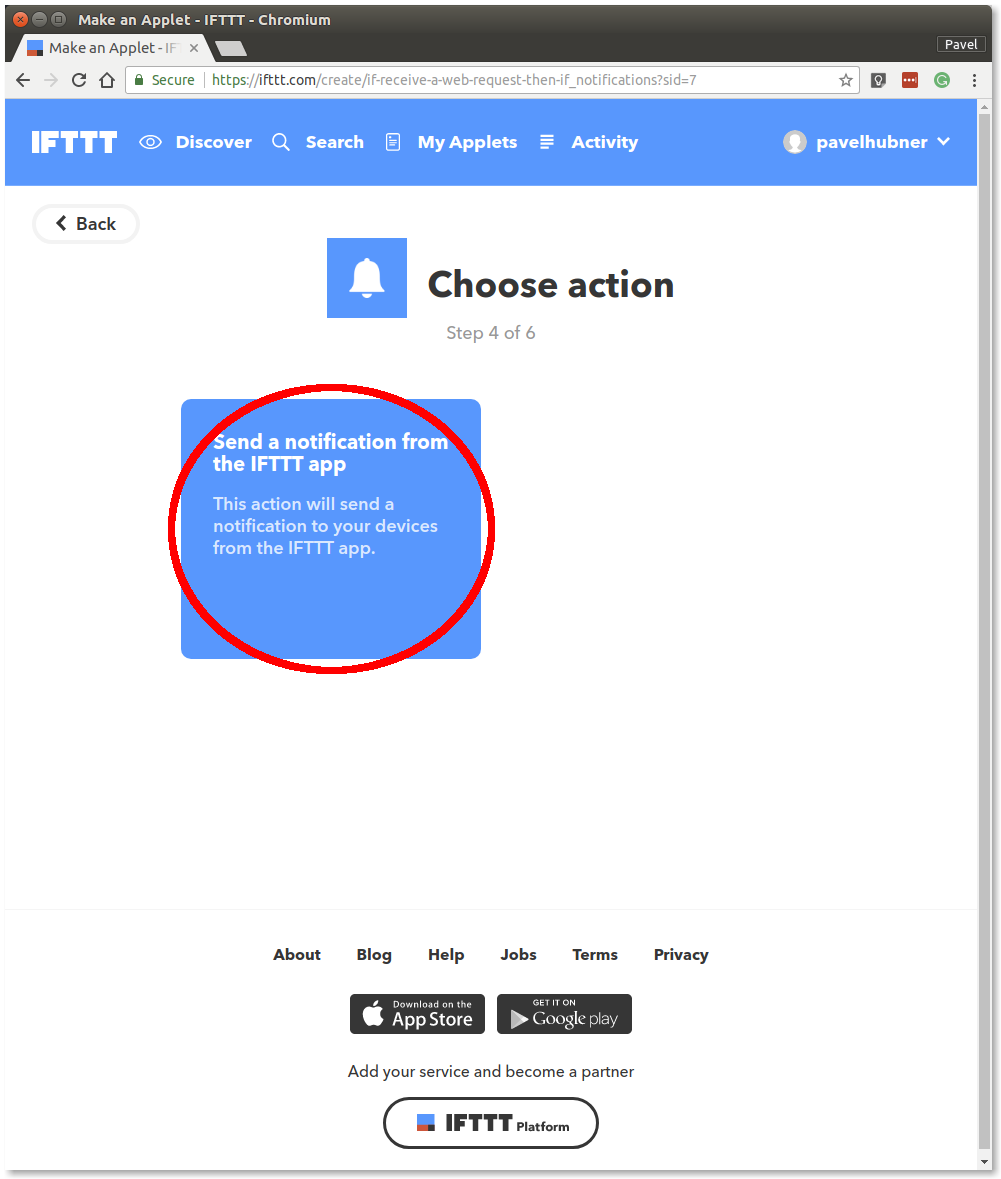 Make an Applet - IFTTT - Chromium
Make an Applet - IF
Pavel
Secure https://ifttt.com/create/if-receive-a-web-request-then-if_notifications?sid=7
IFTTT Discover Search My Applets Activity pavelhubner
Back
Choose action
Step 4 of 6
Send a notification from
the IFTTT app
This action will send a
notification to your devices
from the IFTTT app.
About Blog Help Jobs Terms Privacy
Download on the
App Store
GET IT ON
Google play
Add your service and become a partner
IFTTT Platform